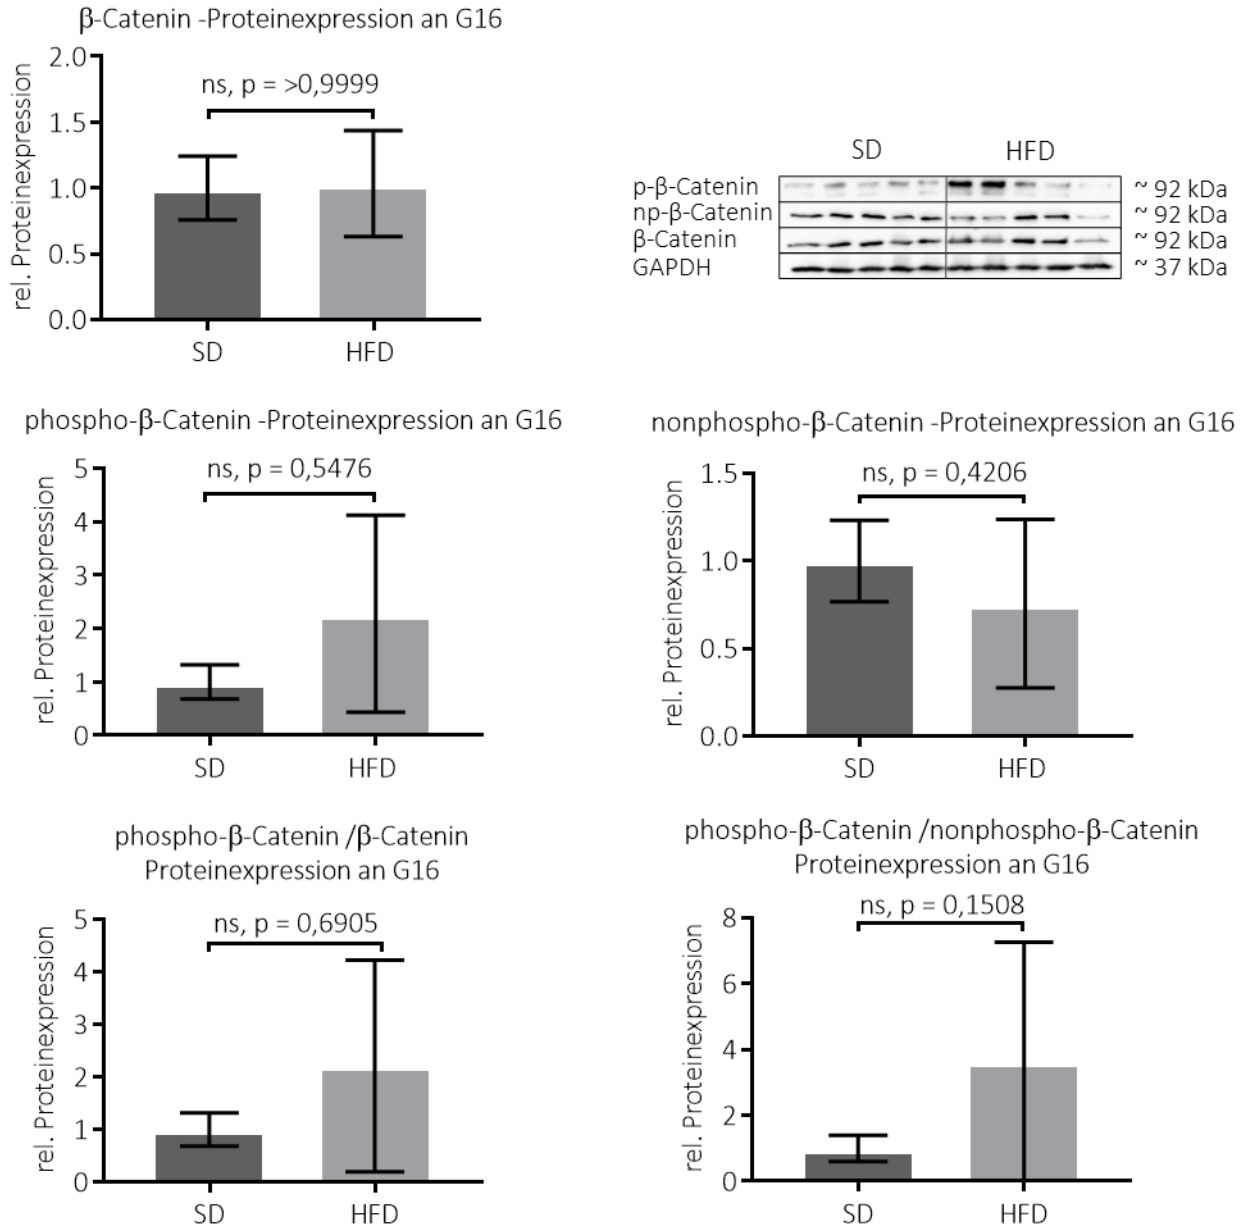 β-Catenin -Proteinexpression an G16
rel. Proteinexpression
2.0
1.5
1.0
0.5
0.0
ns, p = >0,9999
SD HFD
SD HFD
p-β-Catenin ~ 92 kDa
np-β-Catenin ~ 92 kDa
β-Catenin ~ 92 kDa
GAPDH ~ 37 kDa
phospho-β-Catenin -Proteinexpression an G16
rel. Proteinexpression
5
4
3
2
1
0
ns, p = 0,5476
SD HFD
nonphospho-β-Catenin -Proteinexpression an G16
rel. Proteinexpression
1.5
1.0
0.5
0.0
ns, p = 0,4206
SD HFD
phospho-β-Catenin /β-Catenin
Proteinexpression an G16
rel. Proteinexpression
5
4
3
2
1
0
ns, p = 0,6905
SD HFD
phospho-β-Catenin /nonphospho-β-Catenin
Proteinexpression an G16
rel. Proteinexpression
8
6
4
2
0
ns, p = 0,1508
SD HFD